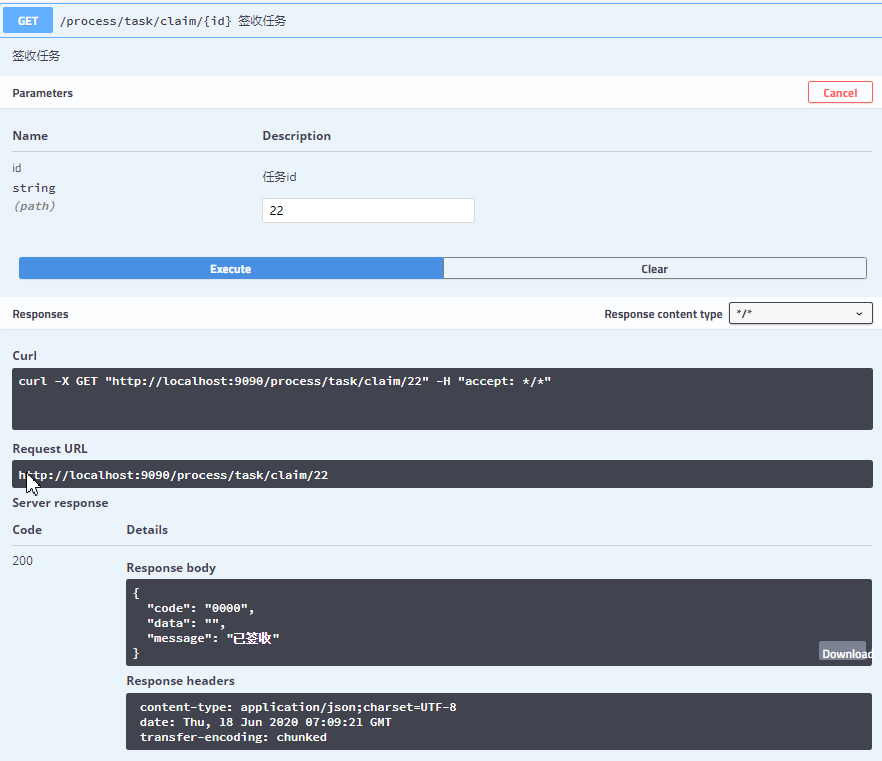 GET /process/task/claim/{id} 签收任务
签收任务
Parameters Cancel
Name Description
id 任务id
string
(path)
22
Execute Clear
Responses Response content type */*
Curl
curl -X GET "http://localhost:9090/process/task/claim/22" -H "accept: */*"
Request URL
http://localhost:9090/process/task/claim/22
Server response
Code Details
200
Response body
{
"code": "0000",
"data": "",
"message": "已签收"
}
Download
Response headers
content-type: application/json;charset=UTF-8
date: Thu, 18 Jun 2020 07:09:21 GMT
transfer-encoding: chunked